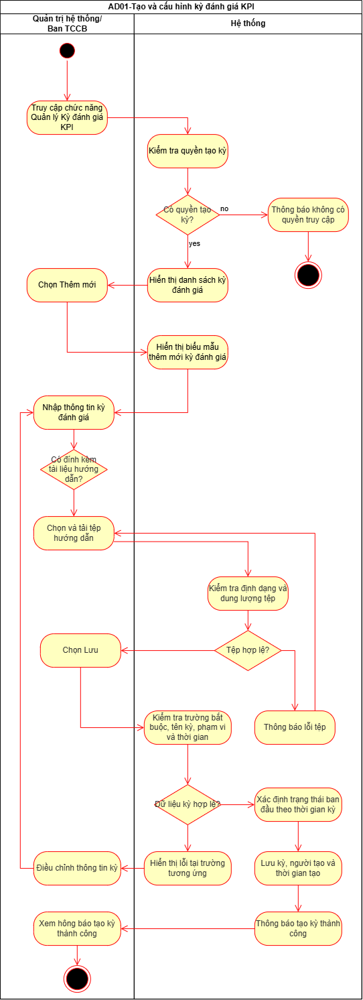 AD01-Tạo và cấu hình kỳ đánh giá KPI
Quản trị hệ thống/
Ban TCCB
Hệ thống
Truy cập chức năng
Quản lý Kỳ đánh giá
KPI
Kiểm tra quyền tạo kỳ
Có quyền tạo
kỳ?
no
Thông báo không có
quyền truy cập
yes
Chọn Thêm mới
Hiển thị danh sách kỳ
đánh giá
Hiển thị biểu mẫu
thêm mới kỳ đánh giá
Nhập thông tin kỳ
đánh giá
Có đính kèm
tài liệu hướng
dẫn?
Chọn và tải tệp
hướng dẫn
Kiểm tra định dạng và
dung lượng tệp
Chọn Lưu
Tệp hợp lệ?
Kiểm tra trường bắt
buộc, tên kỳ, phạm vi
và thời gian
Thông báo lỗi tệp
Dữ liệu kỳ hợp lệ?
Xác định trạng thái ban
đầu theo thời gian kỳ
Điều chỉnh thông tin kỳ
Hiển thị lỗi tại trường
tương ứng
Lưu kỳ, người tạo và
thời gian tạo
Xem hông báo tạo kỳ
thành công
Thông báo tạo kỳ thành
công